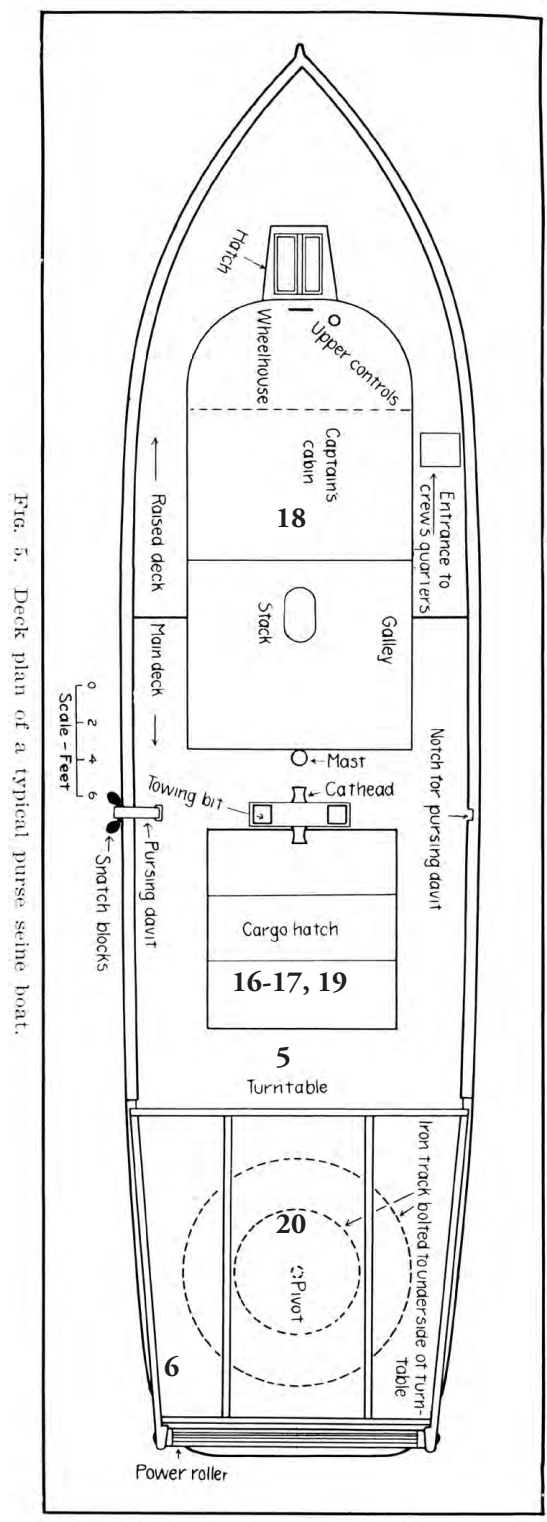 Hatch
Wheelhouse
Upper controls
Captain's
cabin
18
Entrance to
crew's quarters
Raised deck
Stack
Galley
Main deck
0
2
4
6
Scale - Feet
Mast
Cathead
Towing bit
Pursing davit
Snatch blocks
Notch for pursing davit
Cargo hatch
16-17, 19
5
Turntable
Iron track bolted to underside of turn-
table
20
Pivot
6
Power roller
FIG. 5. Deck plan of a typical purse seine boat.